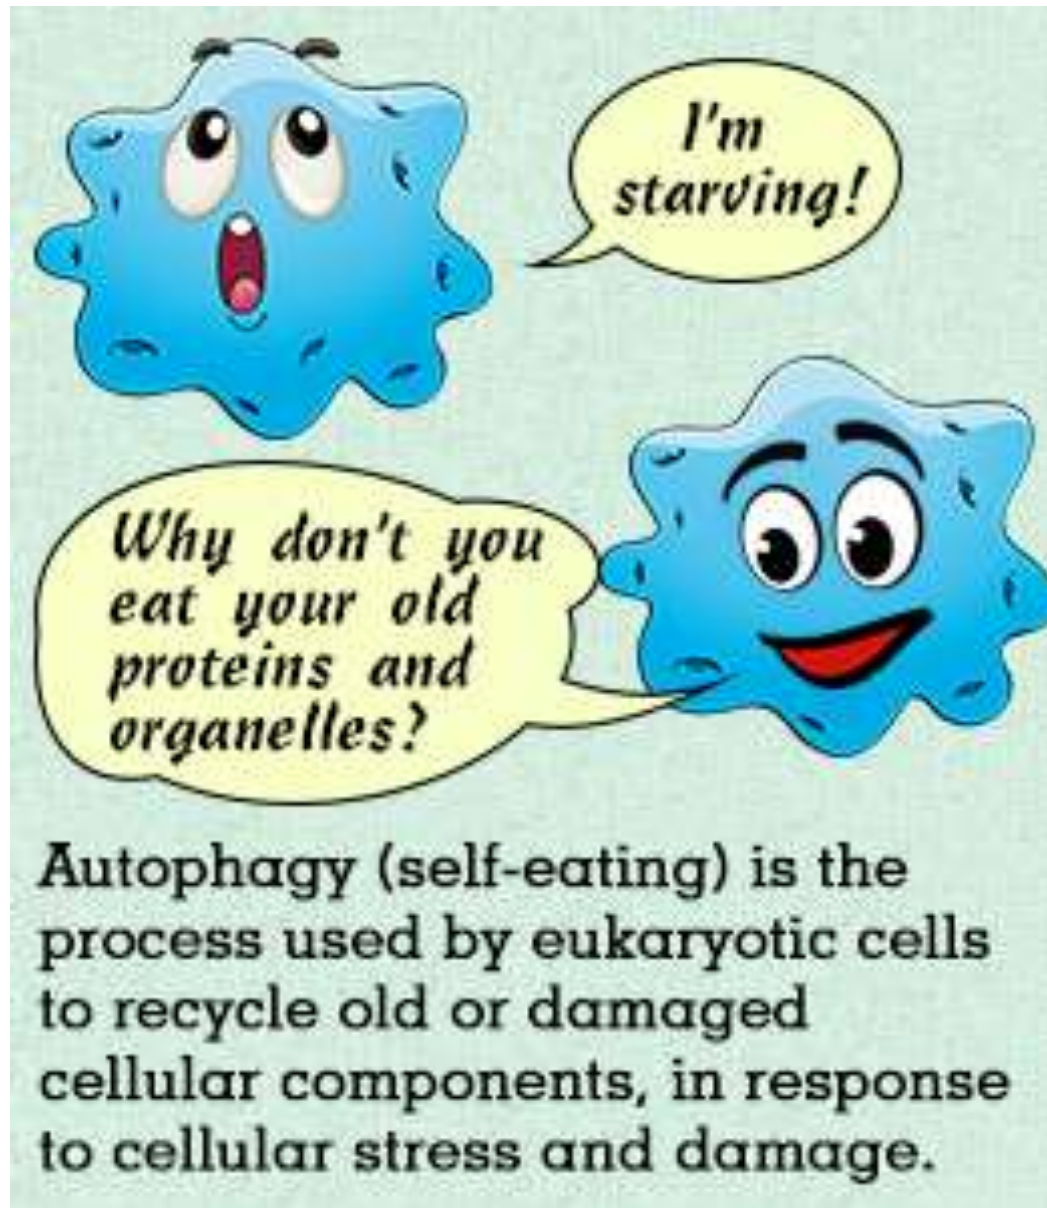 I'm
starving!
Why don't you
eat your old
proteins and
organelles?
Autophagy (self-eating) is the
process used by eukaryotic cells
to recycle old or damaged
cellular components, in response
to cellular stress and damage.